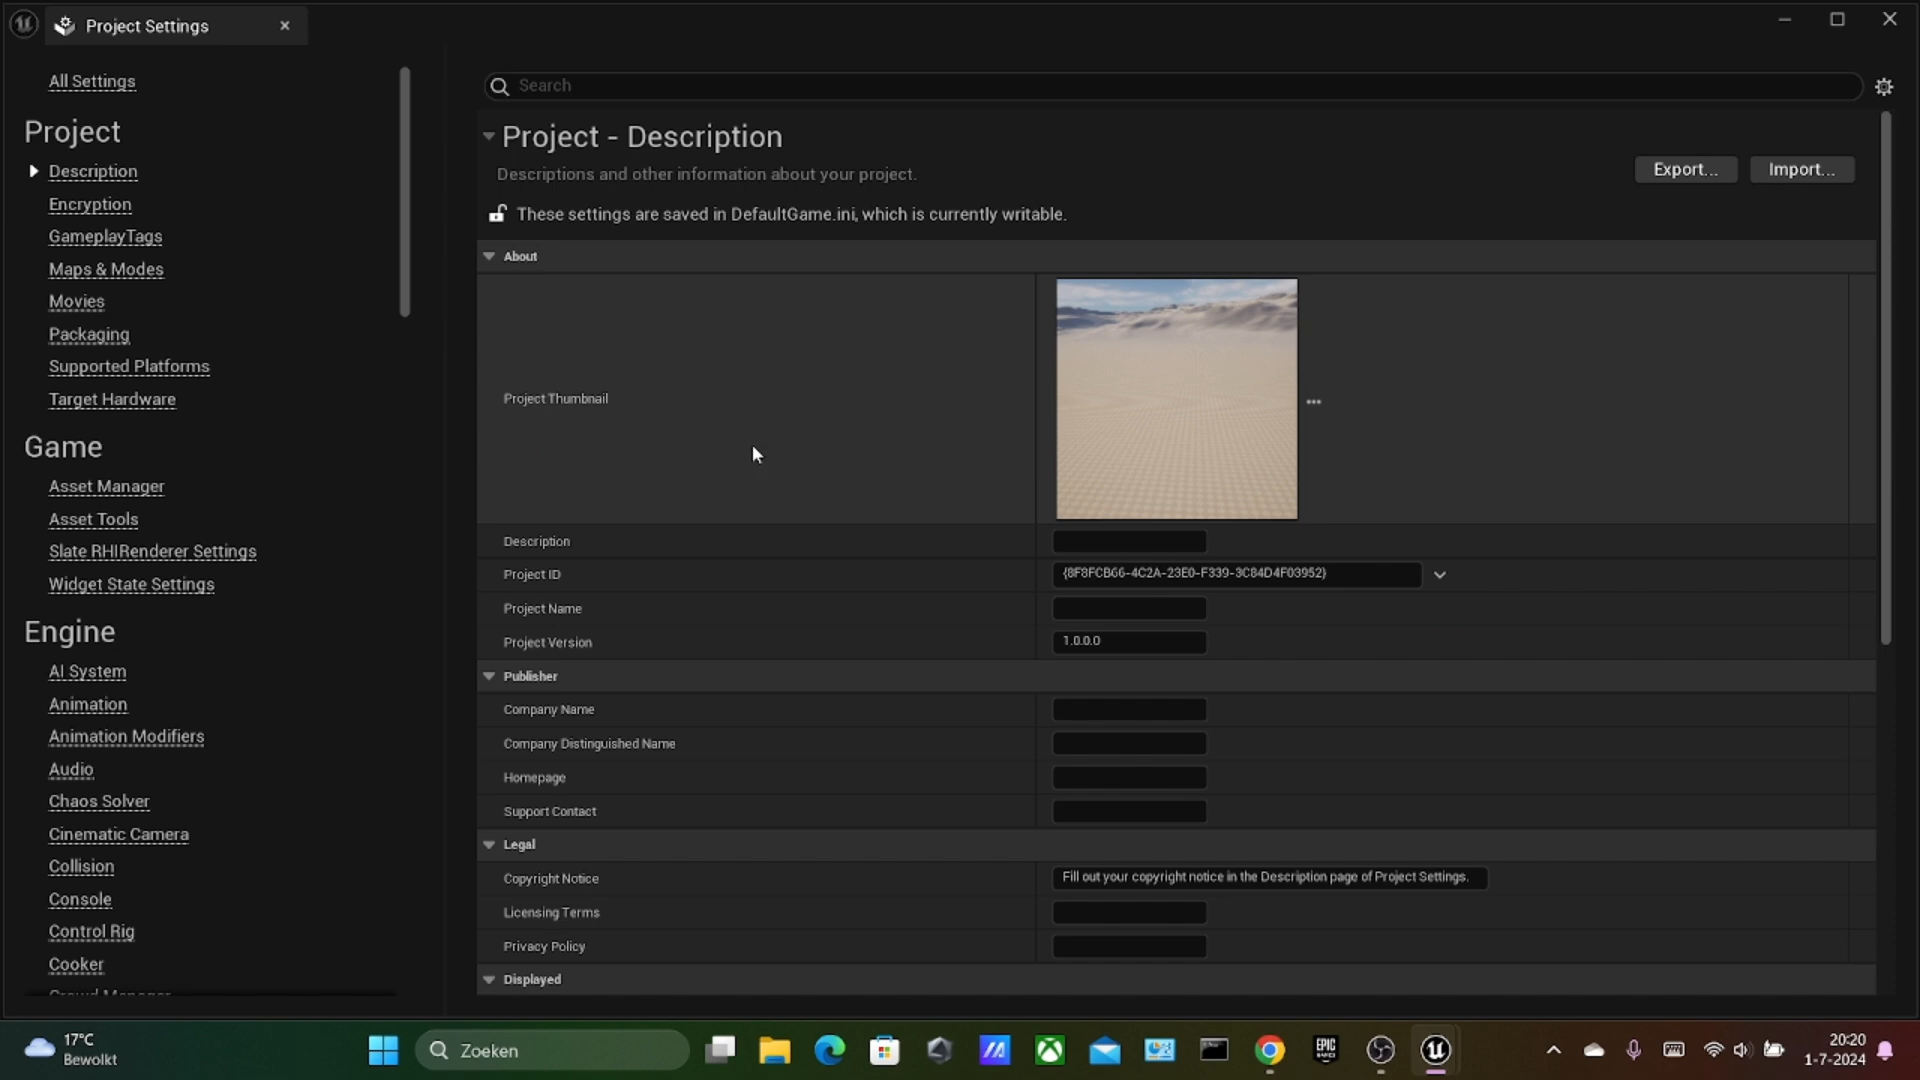 Project Settings
All Settings
Project
Description
Encryption
GameplayTags
Maps & Modes
Movies
Packaging
Supported Platforms
Target Hardware
Game
Asset Manager
Asset Tools
Slate RHIRenderer Settings
Widget State Settings
Engine
AI System
Animation
Animation Modifiers
Audio
Chaos Solver
Cinematic Camera
Collision
Console
Control Rig
Cooker
Crowd Manager
Search
Project - Description
Descriptions and other information about your project.
Export...
Import...
These settings are saved in DefaultGame.ini, which is currently writable.
About
Project Thumbnail
Description
Project ID {8F8FCB66-4C2A-23E0-F339-3C84D4F03952}
Project Name
Project Version 1.0.0.0
Publisher
Company Name
Company Distinguished Name
Homepage
Support Contact
Legal
Copyright Notice Fill out your copyright notice in the Description page of Project Settings.
Licensing Terms
Privacy Policy
Displayed
17°C
Bewolkt
Zoeken
EPIC
GAMES
20:20
1-7-2024